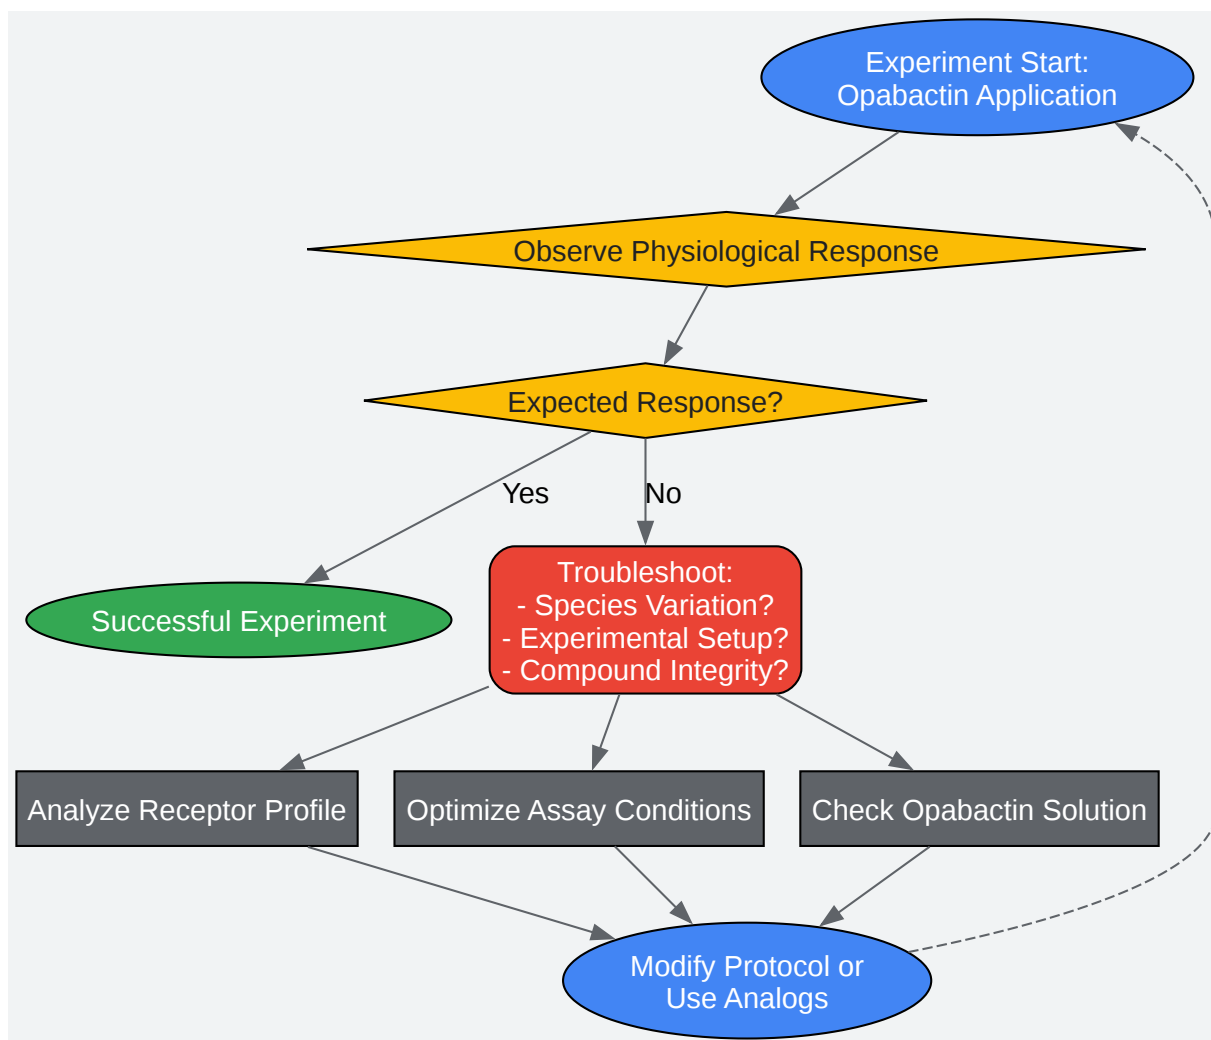 Experiment Start:
Opabactin Application
Observe Physiological Response
Expected Response?
Yes
No
Successful Experiment
Troubleshoot:
- Species Variation?
- Experimental Setup?
- Compound Integrity?
Analyze Receptor Profile
Optimize Assay Conditions
Check Opabactin Solution
Modify Protocol or
Use Analogs